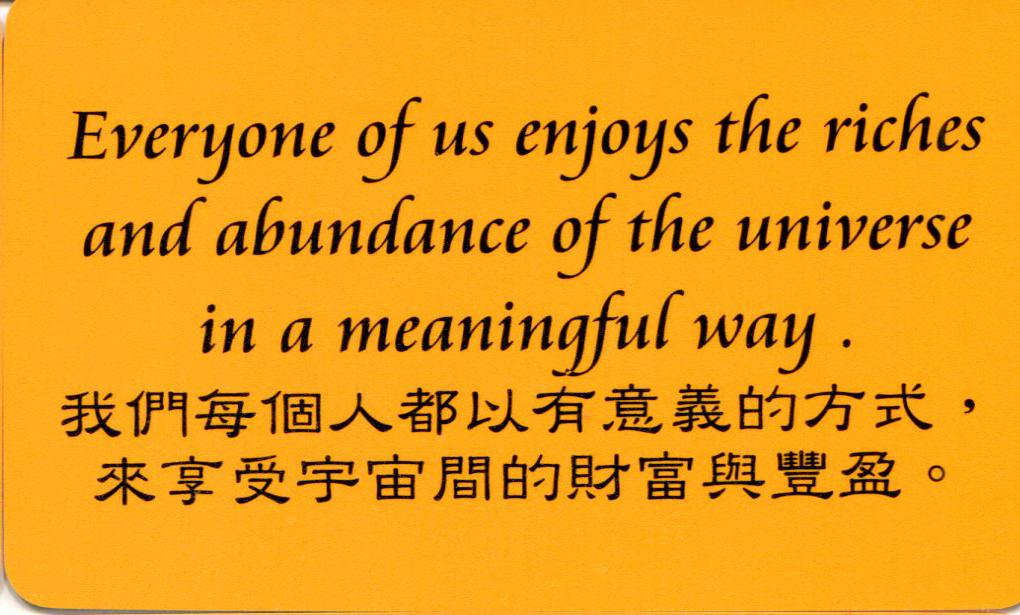 Everyone of us enjoys the riches
and abundance of the universe
in a meaningful way .
我們每個人都以有意義的方式，
來享受宇宙間的財富與豐盈。